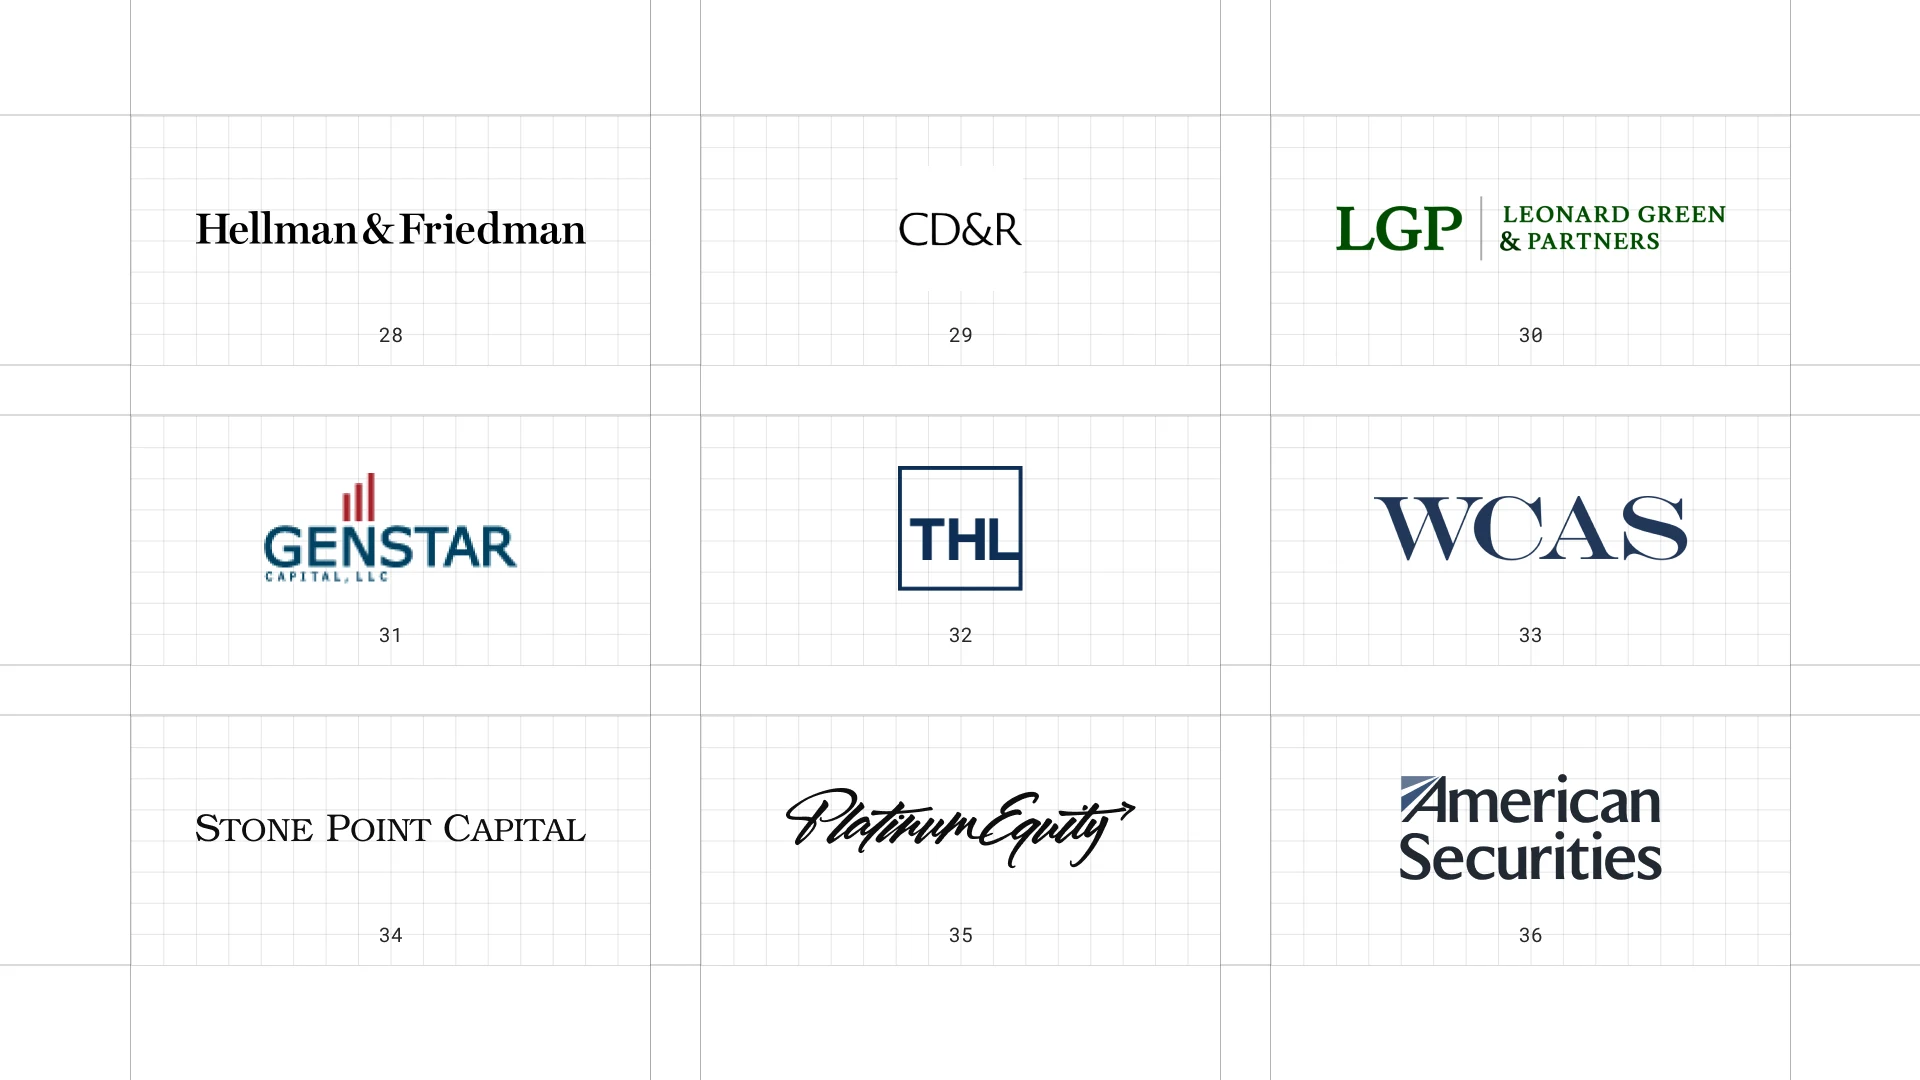 Hellman & Friedman
28
CD&R
29
LGP
LEONARD GREEN
& PARTNERS
30
GENSTAR
CAPITAL, LLC
31
THL
32
WCAS
33
STONE POINT CAPITAL
34
Platinum Equity
35
American
Securities
36